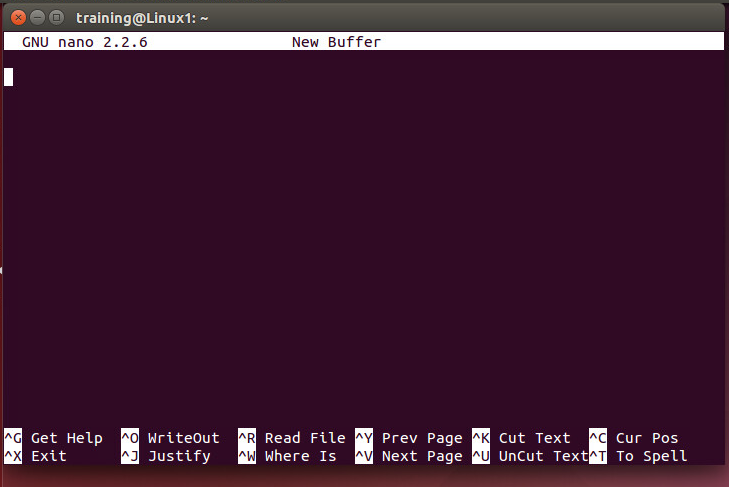 training@Linux1: ~
GNU nano 2.2.6 New Buffer
^G Get Help ^O WriteOut ^R Read File ^Y Prev Page ^K Cut Text ^C Cur Pos
^X Exit ^J Justify ^W Where Is ^V Next Page ^U UnCut Text ^T To Spell